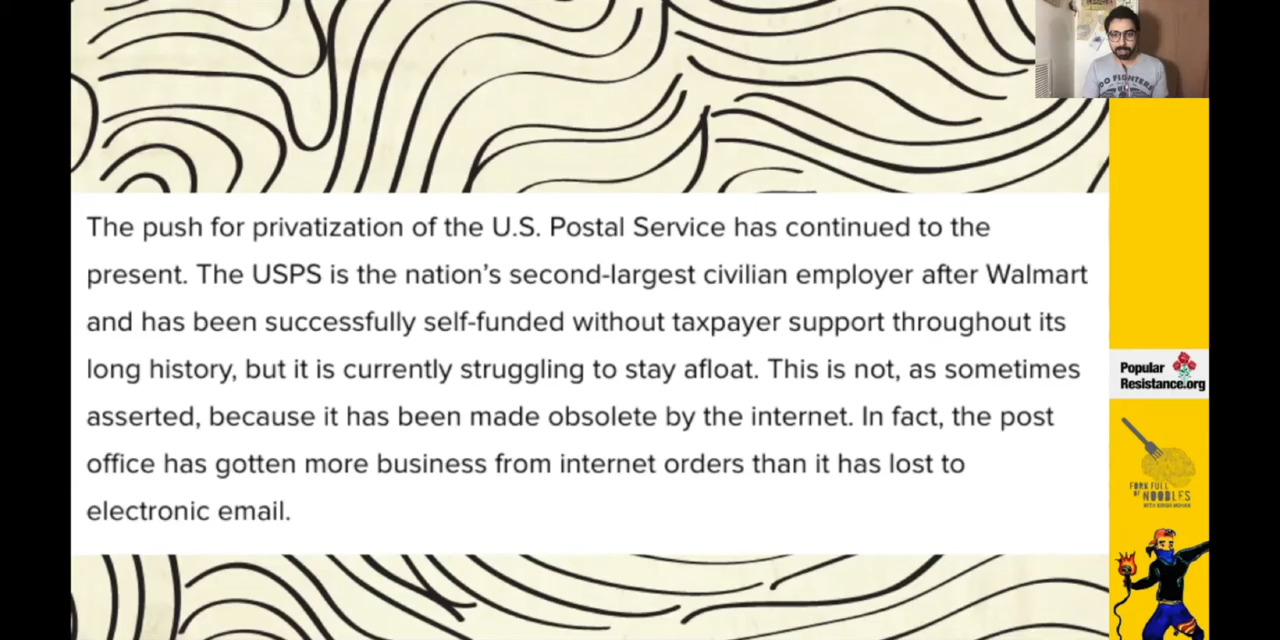 The push for privatization of the U.S. Postal Service has continued to the
present. The USPS is the nation's second-largest civilian employer after Walmart
and has been successfully self-funded without taxpayer support throughout its
long history, but it is currently struggling to stay afloat. This is not, as sometimes
asserted, because it has been made obsolete by the internet. In fact, the post
office has gotten more business from internet orders than it has lost to
electronic email.
Popular
Resistance.org
FORK FULL
OF NOODLES